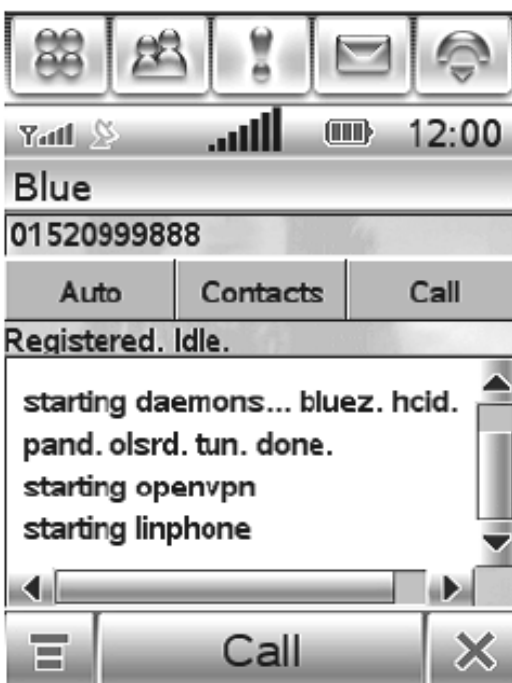 12:00
Blue
01520999888
Auto Contacts Call
Registered. Idle.
starting daemons... bluez. hcid.
pand. olsrd. tun. done.
starting openvpn
starting linphone
Call